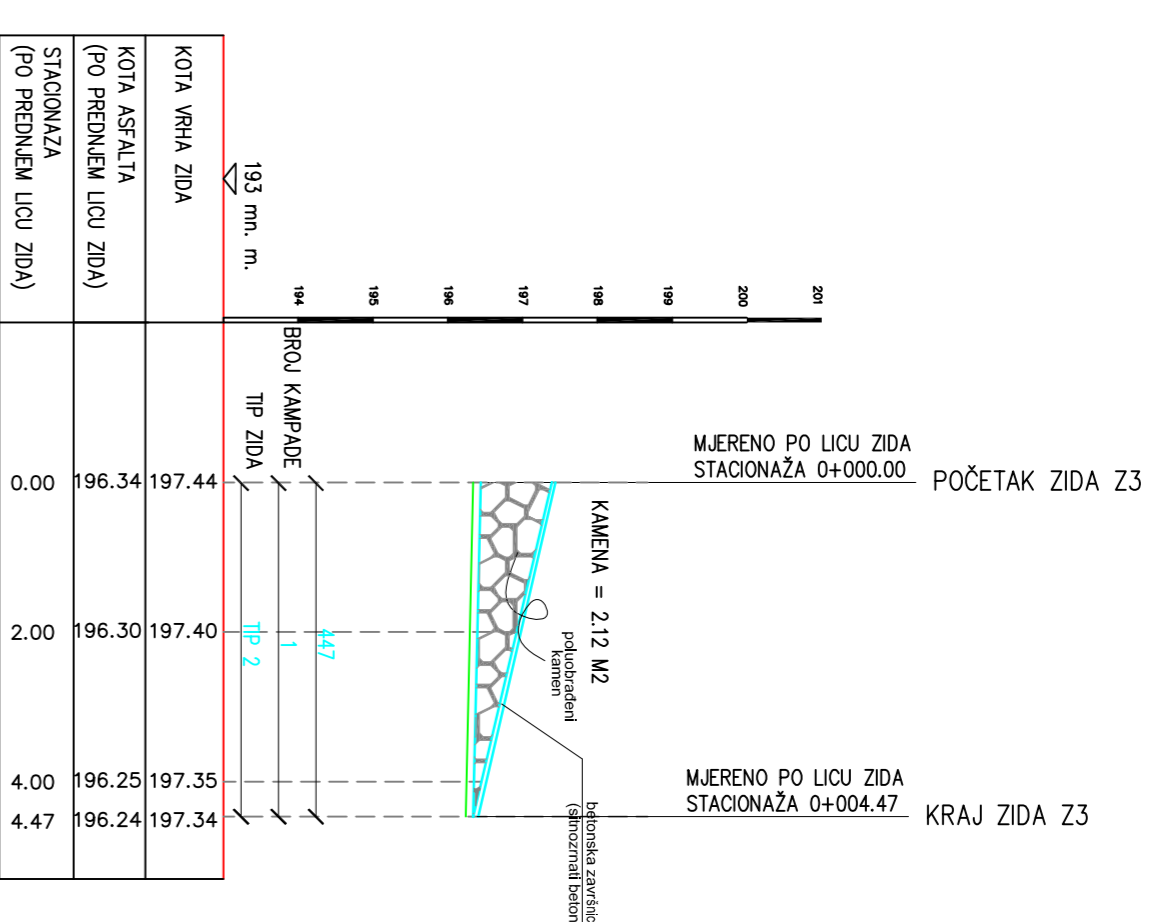 POČETAK ZIDA Z3
MJERENO PO LICU ZIDA
STACIONAŽA 0+000.00
KRAJ ZIDA Z3
MJERENO PO LICU ZIDA
STACIONAŽA 0+004.47
201
200
199
198
197
196
195
194
193 mn. m.
KAMENA = 2.12 M2
poluobrađeni
kamen
betonska završnic
(sitnozrnati beton
BROJ KAMPADE
TIP ZIDA
447
1
TIP 2
KOTA VRHA ZIDA
197.44
197.40
197.35
197.34
KOTA ASFALTA
(PO PREDNJEM LICU ZIDA)
196.34
196.30
196.25
196.24
STACIONAZA
(PO PREDNJEM LICU ZIDA)
0.00
2.00
4.00
4.47